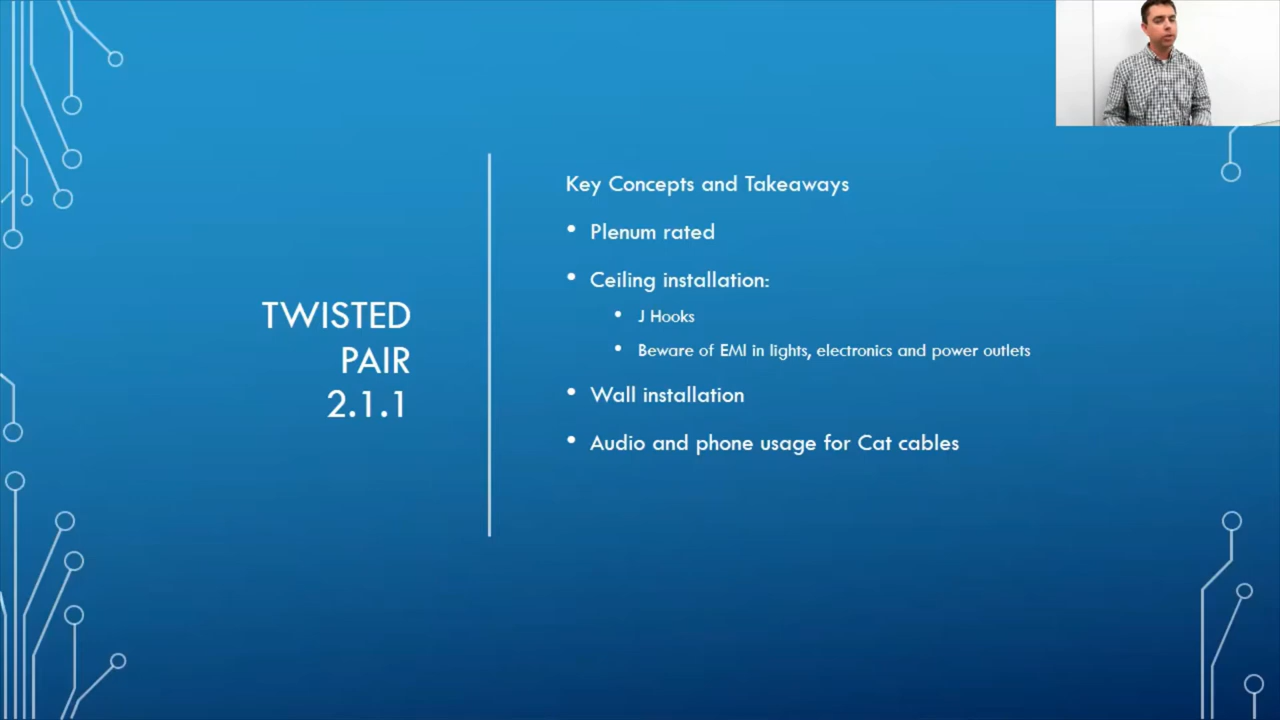 TWISTED
PAIR
2.1.1
Key Concepts and Takeaways
• Plenum rated
• Ceiling installation:
• J Hooks
• Beware of EMI in lights, electronics and power outlets
• Wall installation
• Audio and phone usage for Cat cables